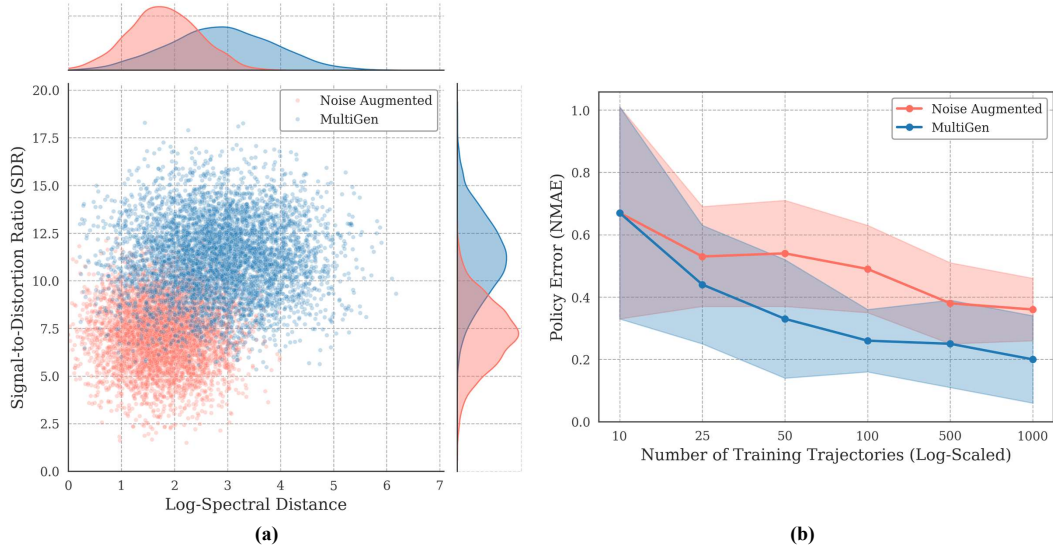 20.0
17.5
15.0
12.5
10.0
7.5
5.0
2.5
0.0
Signal-to-Distortion Ratio (SDR)
Noise Augmented
MultiGen
0 1 2 3 4 5 6 7
Log-Spectral Distance
(a)
1.0
0.8
0.6
0.4
0.2
0.0
Policy Error (NMAE)
Noise Augmented
MultiGen
10 25 50 100 500 1000
Number of Training Trajectories (Log-Scaled)
(b)